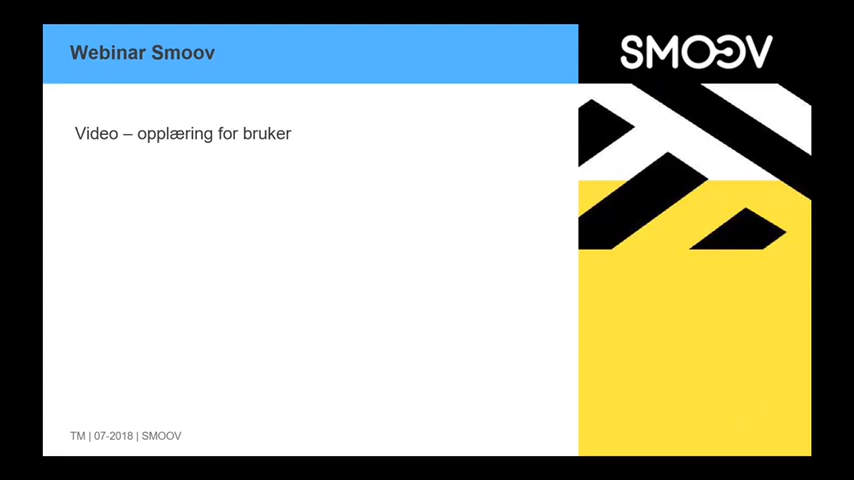 Webinar Smoov
SMOOV
Video – opplæring for bruker
TM | 07-2018 | SMOOV